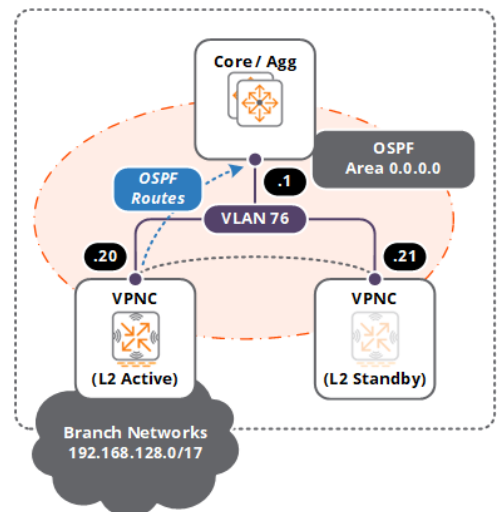 Core / Agg
OSPF
Area 0.0.0.0
OSPF
Routes
.1
VLAN 76
.20
.21
VPNC
(L2 Active)
VPNC
(L2 Standby)
Branch Networks
192.168.128.0/17